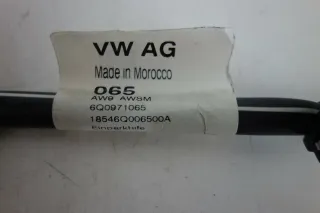 VW AG
Made in Morocco
065
AW9 AWSM
6Q0971065
18546Q006500A